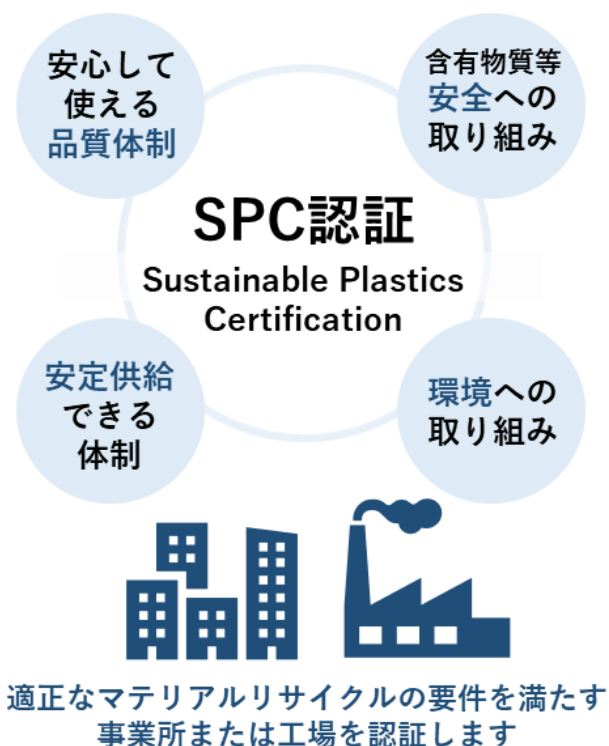 安心して
使える
品質体制
含有物質等
安全への
取り組み
SPC認証
Sustainable Plastics
Certification
安定供給
できる
体制
環境への
取り組み
適正なマテリアルリサイクルの要件を満たす
事業所または工場を認証します